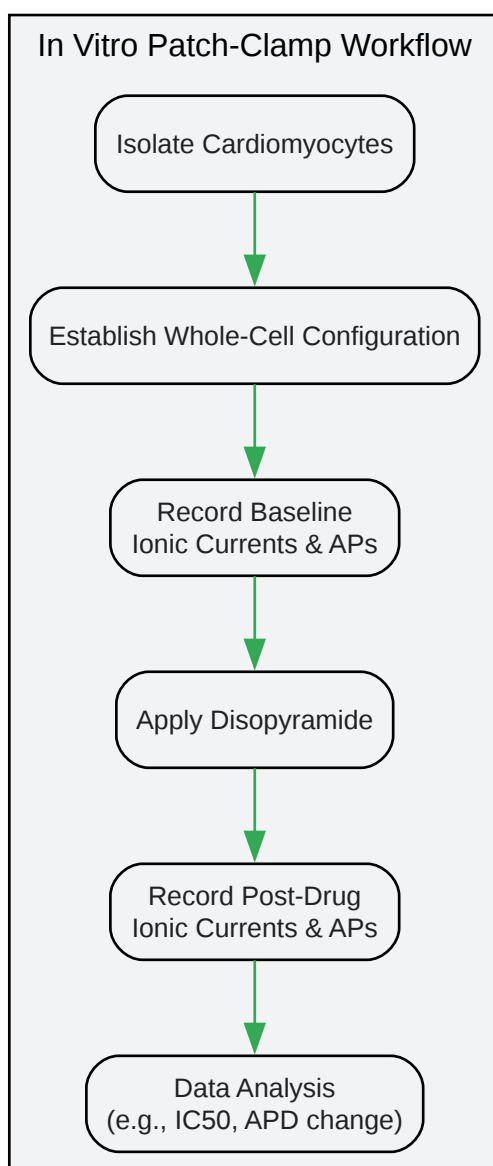 In Vitro Patch-Clamp Workflow
Isolate Cardiomyocytes
Establish Whole-Cell Configuration
Record Baseline
Ionic Currents & APs
Apply Disopyramide
Record Post-Drug
Ionic Currents & APs
Data Analysis
(e.g., IC50, APD change)